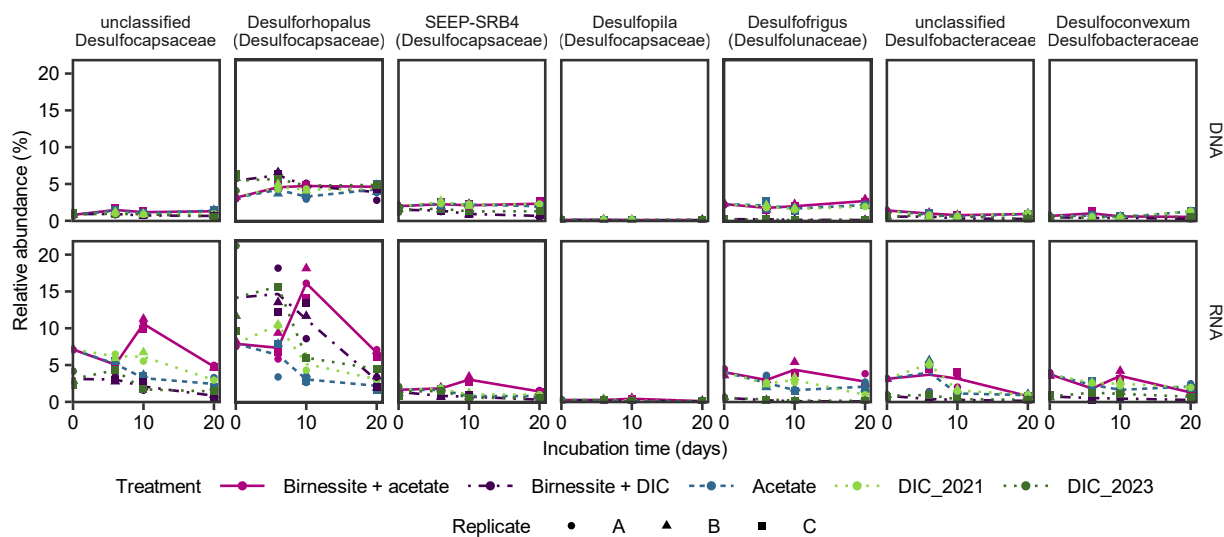 unclassified
Desulfocapsaceae
Desulforhopalus
(Desulfocapsaceae)
SEEP-SRB4
(Desulfocapsaceae)
Desulfopila
(Desulfocapsaceae)
Desulfofrigus
(Desulfolunaceae)
unclassified
Desulfobacteraceae
Desulfoconvexum
Desulfobacteraceae
20
15
10
5
0
DNA
Relative abundance (%)
20
15
10
5
0
RNA
0 10 20 0 10 20 0 10 20 0 10 20 0 10 20 0 10 20 0 10 20
Incubation time (days)
Treatment Birnessite + acetate Birnessite + DIC Acetate DIC_2021 DIC_2023
Replicate A B C